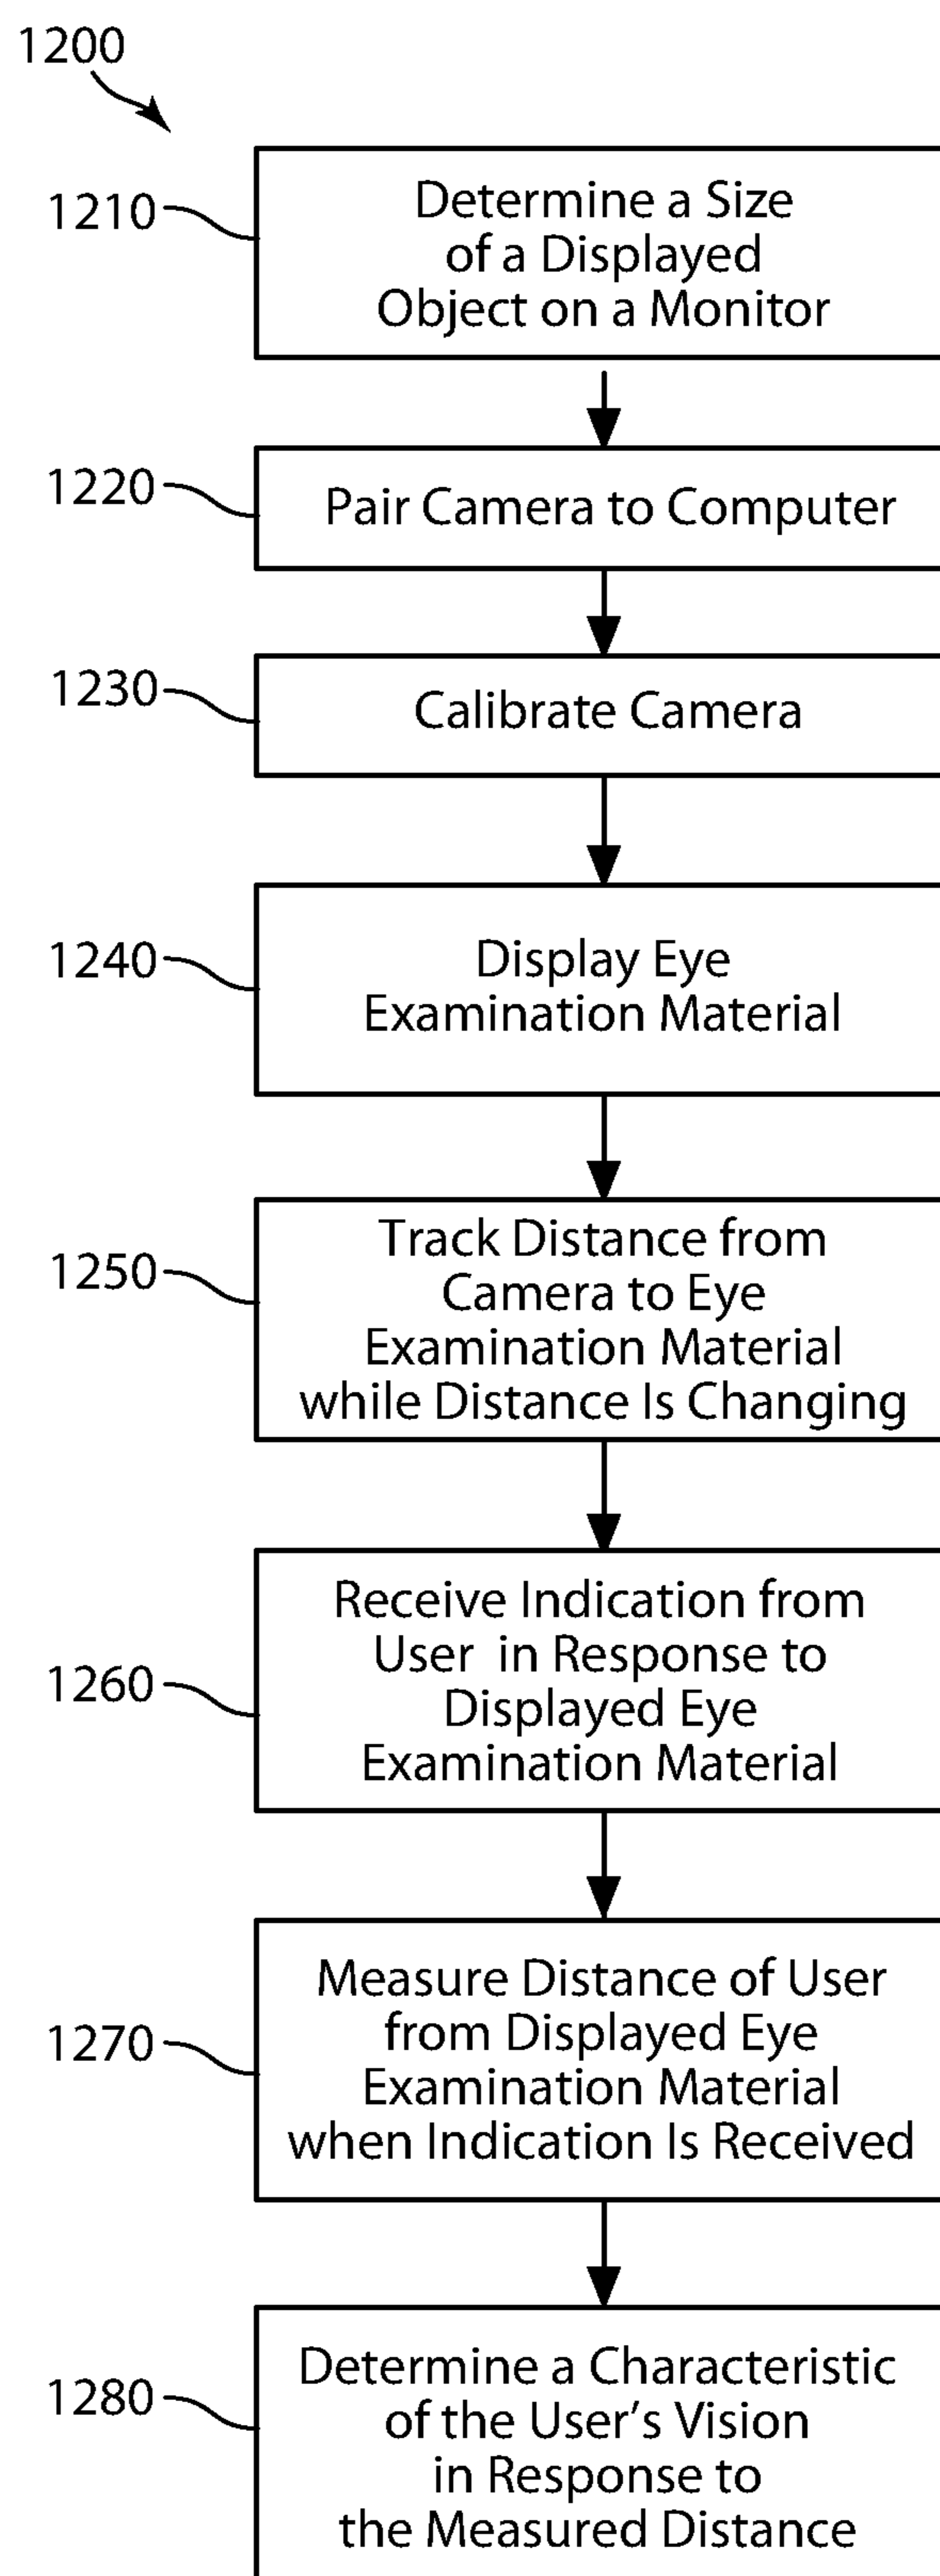 1200
1210
Determine a Size
of a Displayed
Object on a Monitor
1220
Pair Camera to Computer
1230
Calibrate Camera
1240
Display Eye
Examination Material
1250
Track Distance from
Camera to Eye
Examination Material
while Distance Is Changing
1260
Receive Indication from
User in Response to
Displayed Eye
Examination Material
1270
Measure Distance of User
from Displayed Eye
Examination Material
when Indication Is Received
1280
Determine a Characteristic
of the User's Vision
in Response to
the Measured Distance